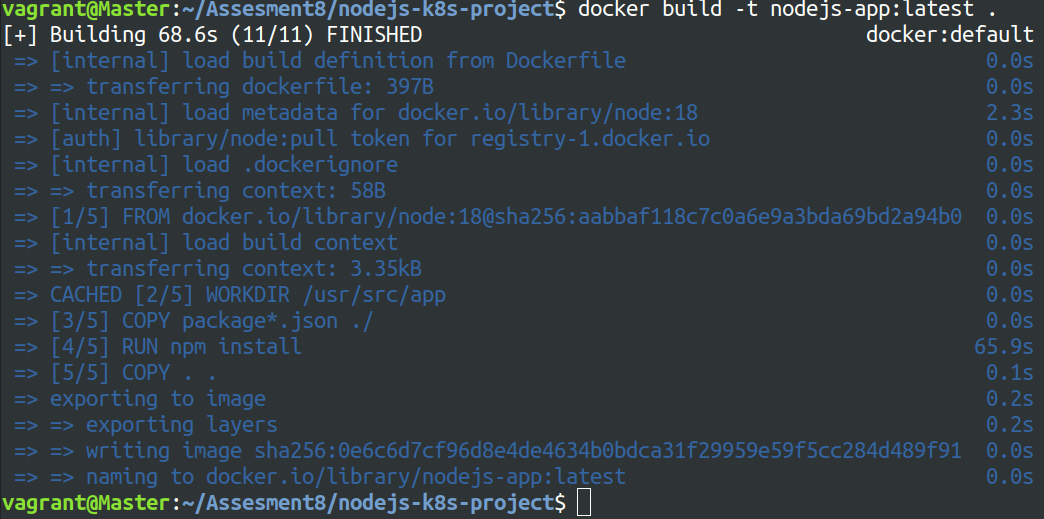 vagrant@Master:~/Assesment8/nodejs-k8s-project$ docker build -t nodejs-app:latest .
[+] Building 68.6s (11/11) FINISHED docker:default
=> [internal] load build definition from Dockerfile 0.0s
=> => transferring dockerfile: 397B 0.0s
=> [internal] load metadata for docker.io/library/node:18 2.3s
=> [auth] library/node:pull token for registry-1.docker.io 0.0s
=> [internal] load .dockerignore 0.0s
=> => transferring context: 58B 0.0s
=> [1/5] FROM docker.io/library/node:18@sha256:aabbaf118c7c0a6e9a3bda69bd2a94b0 0.0s
=> [internal] load build context 0.0s
=> => transferring context: 3.35kB 0.0s
=> CACHED [2/5] WORKDIR /usr/src/app 0.0s
=> [3/5] COPY package*.json ./ 0.0s
=> [4/5] RUN npm install 65.9s
=> [5/5] COPY . . 0.1s
=> exporting to image 0.2s
=> => exporting layers 0.2s
=> => writing image sha256:0e6c6d7cf96d8e4de4634b0bdca31f29959e59f5cc284d489f91 0.0s
=> => naming to docker.io/library/nodejs-app:latest 0.0s
vagrant@Master:~/Assesment8/nodejs-k8s-project$